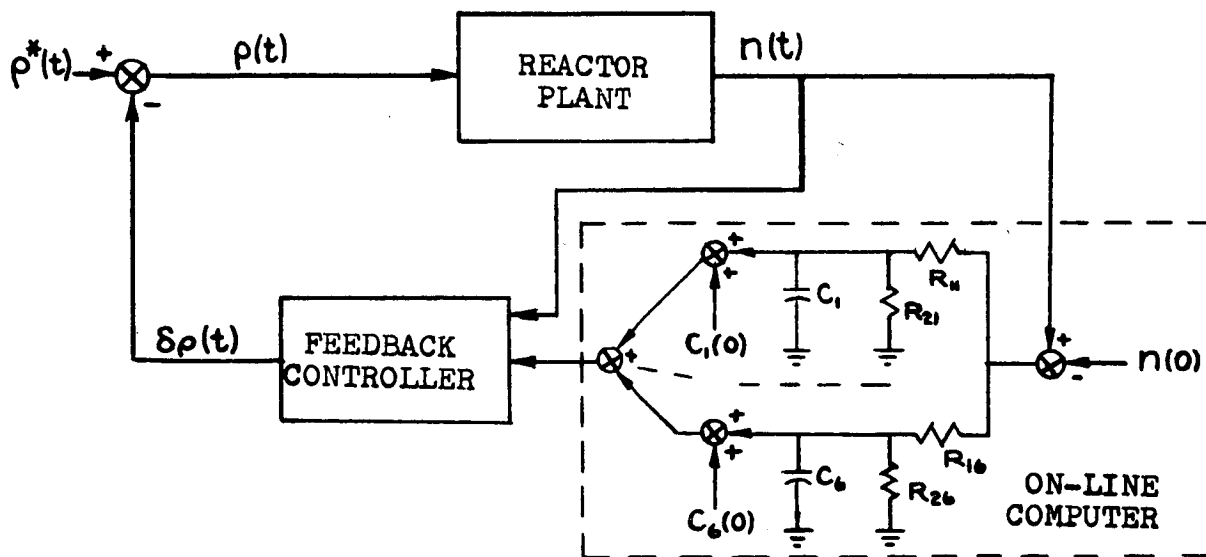 ρ*(t)
+
-
ρ(t)
REACTOR
PLANT
n(t)
δρ(t)
FEEDBACK
CONTROLLER
+
+
C₁(0)
C₁
R₂₁
R₁₁
+
-
n(0)
+
+
+
C₆(0)
C₆
R₂₆
R₁₆
ON-LINE
COMPUTER